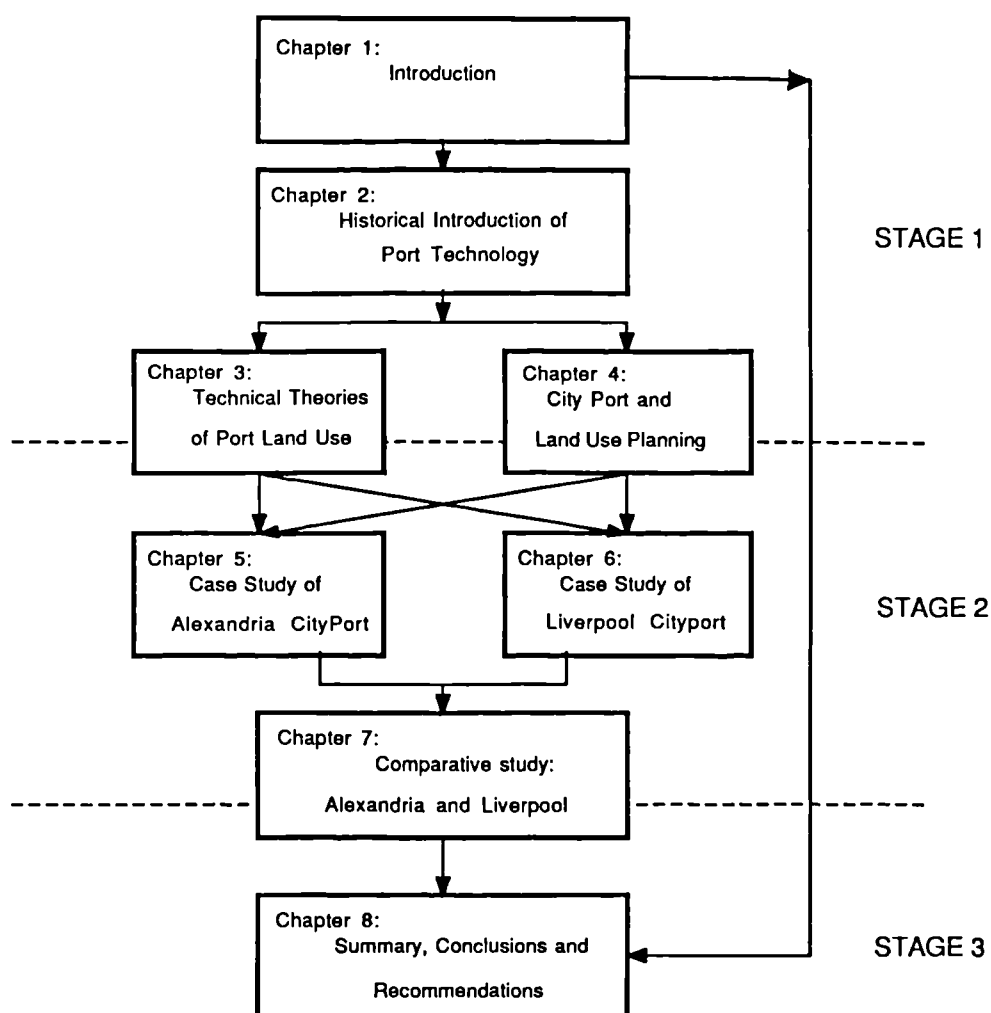 Chapter 1:
Introduction
Chapter 2:
Historical Introduction of
Port Technology
STAGE 1
Chapter 3:
Technical Theories
of Port Land Use
Chapter 4:
City Port and
Land Use Planning
Chapter 5:
Case Study of
Alexandria CityPort
Chapter 6:
Case Study of
Liverpool Cityport
STAGE 2
Chapter 7:
Comparative study:
Alexandria and Liverpool
Chapter 8:
Summary, Conclusions and
Recommendations
STAGE 3